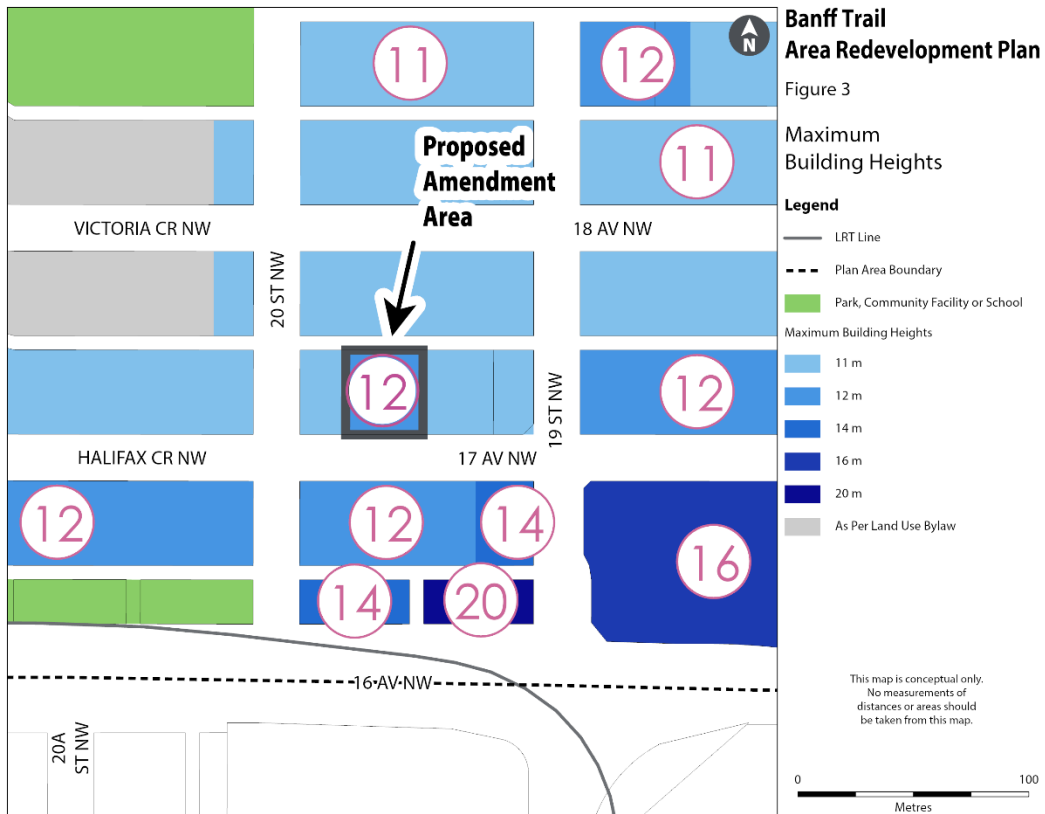 11
12
Proposed
Amendment
Area
11
VICTORIA CR NW
18 AV NW
20 ST NW
12
12
19 ST NW
HALIFAX CR NW
17 AV NW
12
12
14
16
14
20
16 AV NW
20A
ST NW
N
Banff Trail
Area Redevelopment Plan
Figure 3
Maximum
Building Heights
Legend
LRT Line
Plan Area Boundary
Park, Community Facility or School
Maximum Building Heights
11 m
12 m
14 m
16 m
20 m
As Per Land Use Bylaw
This map is conceptual only.
No measurements of
distances or areas should
be taken from this map.
0 100
Metres